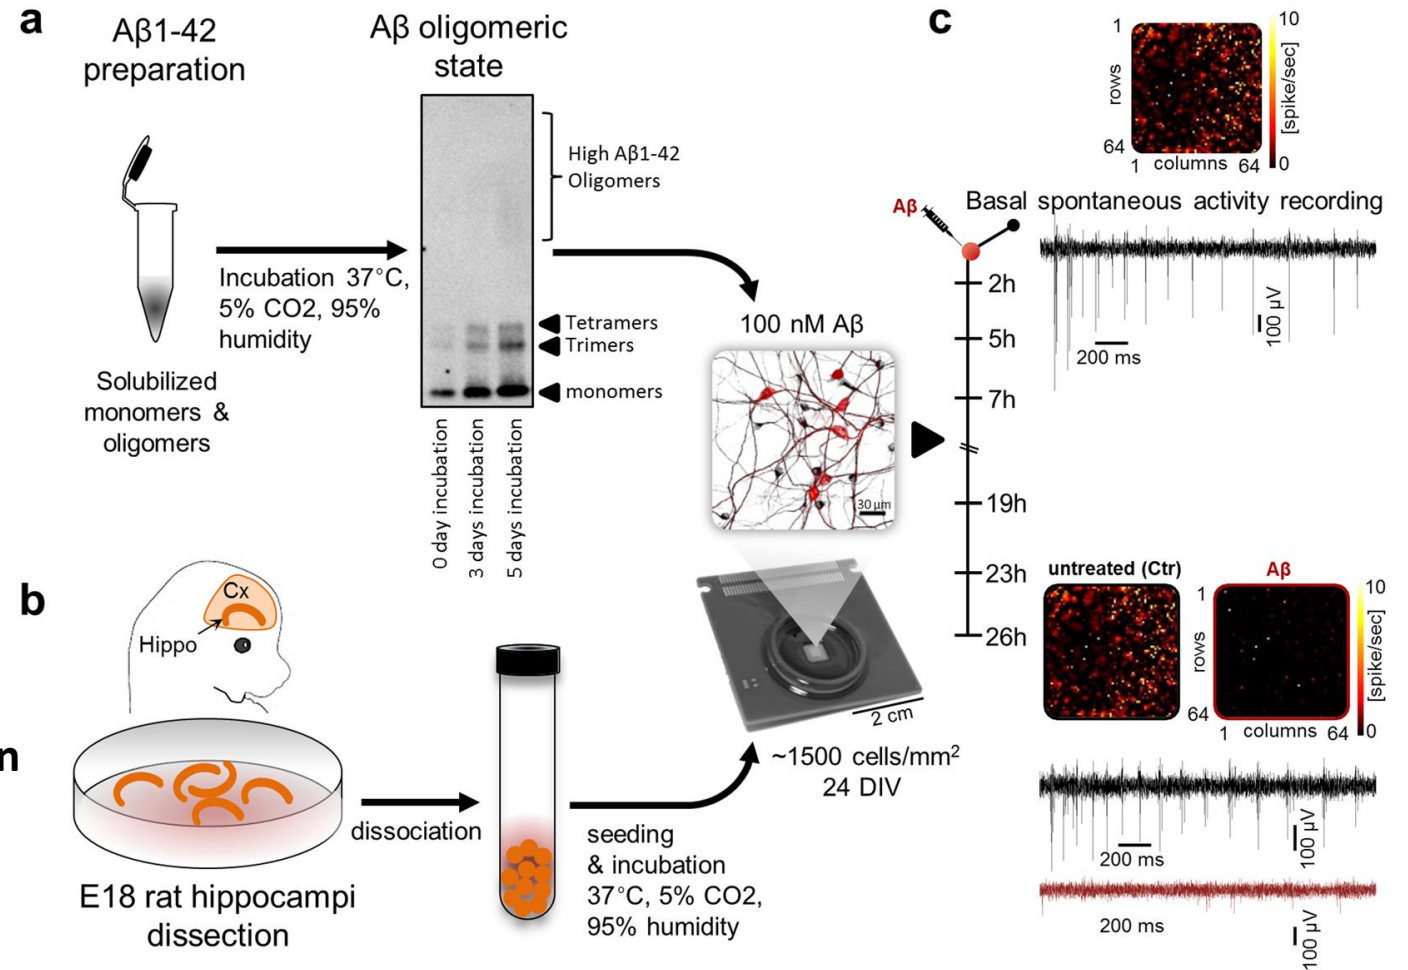 a
Aβ1-42
preparation
Incubation 37°C,
5% CO2, 95%
humidity
Solubilized
monomers &
oligomers
Aβ oligomeric
state
High Aβ1-42
Oligomers
Tetramers
Trimers
monomers
0 day incubation
3 days incubation
5 days incubation
100 nM Aβ
30 µm
b
Cx
Hippo
n
E18 rat hippocampi
dissection
dissociation
seeding
& incubation
37°C, 5% CO2,
95% humidity
2 cm
~1500 cells/mm²
24 DIV
c
1
rows
64
1 columns 64
10
[spike/sec]
0
Aβ
Basal spontaneous activity recording
200 ms
100 µV
2h
5h
7h
19h
23h
26h
untreated (Ctr)
Aβ
1
rows
64
1 columns 64
10
[spike/sec]
0
200 ms
100 µV
200 ms
100 µV